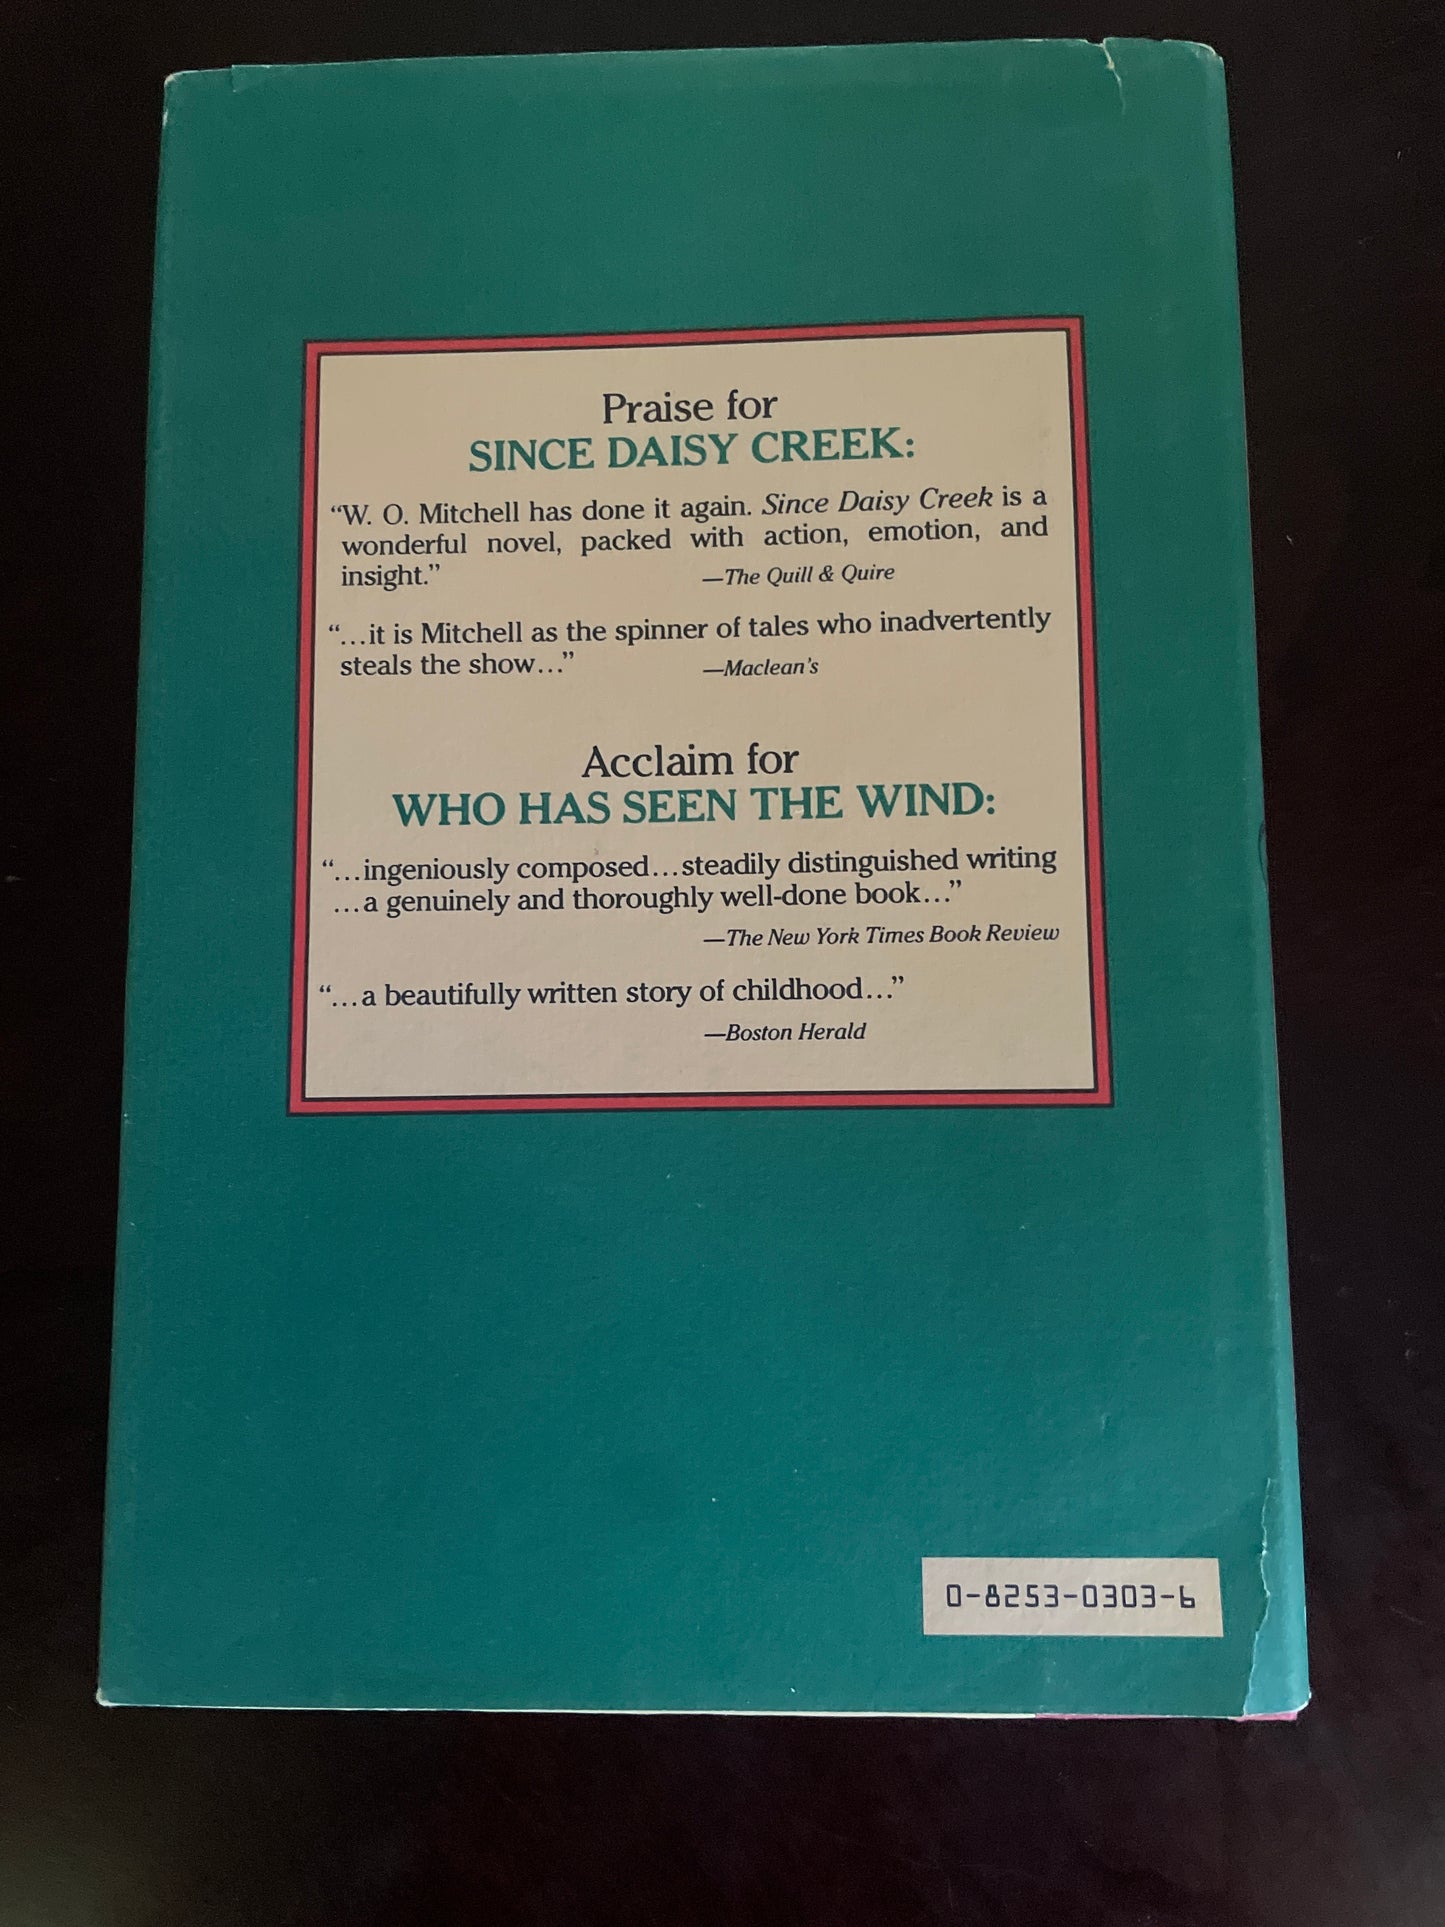 Praise for
SINCE DAISY CREEK:
“W. O. Mitchell has done it again. Since Daisy Creek is a
wonderful novel, packed with action, emotion, and
insight.” —The Quill & Quire
“...it is Mitchell as the spinner of tales who inadvertently
steals the show...” —Maclean’s
Acclaim for
WHO HAS SEEN THE WIND:
“...ingeniously composed...steadily distinguished writing
...a genuinely and thoroughly well-done book...”
—The New York Times Book Review
“...a beautifully written story of childhood...”
—Boston Herald
0-8253-0303-6